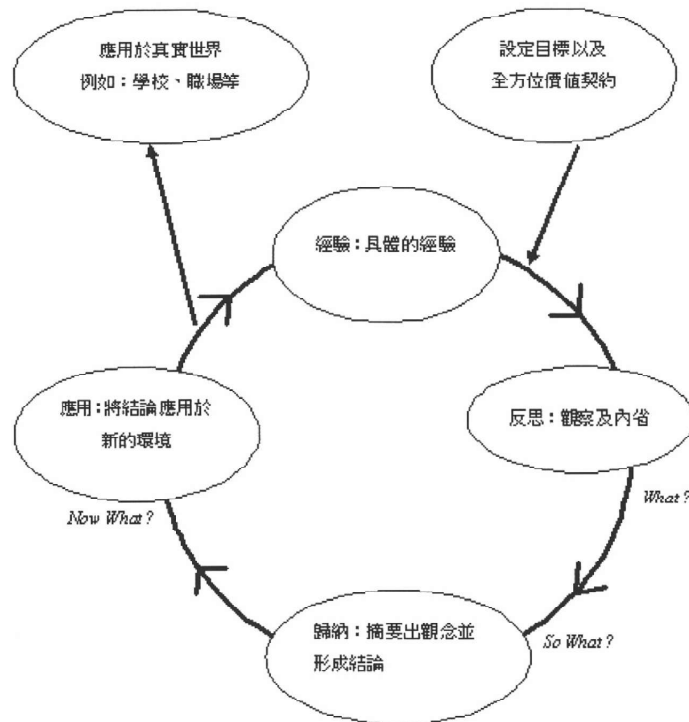 應用於真實世界
例如：學校、職場等
設定目標以及
全方位價值契約
經驗：具體的經驗
應用：將結論應用於
新的環境
反思：觀察及內省
Now What?
What?
歸納：摘要出觀念並
形成結論
So What?